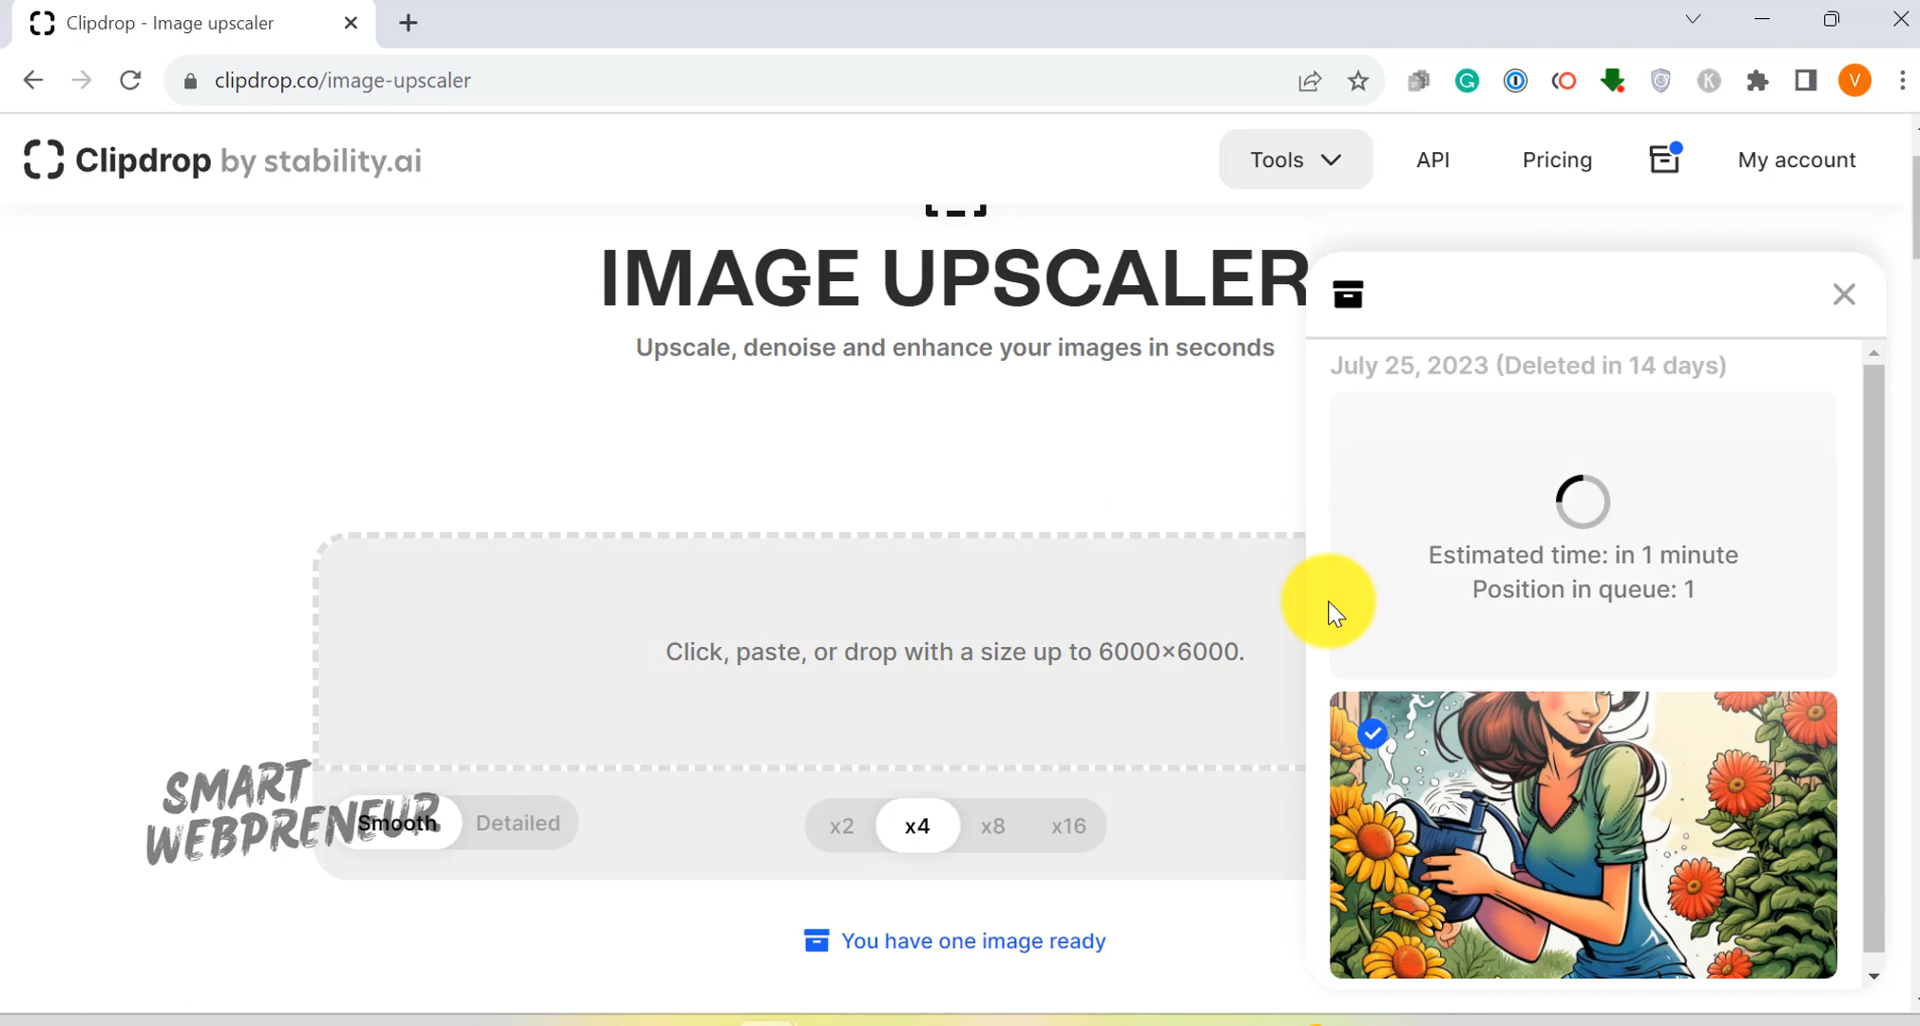 Clipdrop - Image upscaler
clipdrop.co/image-upscaler
V
K
Clipdrop by stability.ai
Tools
API
Pricing
My account
IMAGE UPSCALER
Upscale, denoise and enhance your images in seconds
July 25, 2023 (Deleted in 14 days)
Estimated time: in 1 minute
Position in queue: 1
Click, paste, or drop with a size up to 6000×6000.
SMART
WEBPRENEUR
Smooth
Detailed
x2
x4
x8
x16
You have one image ready